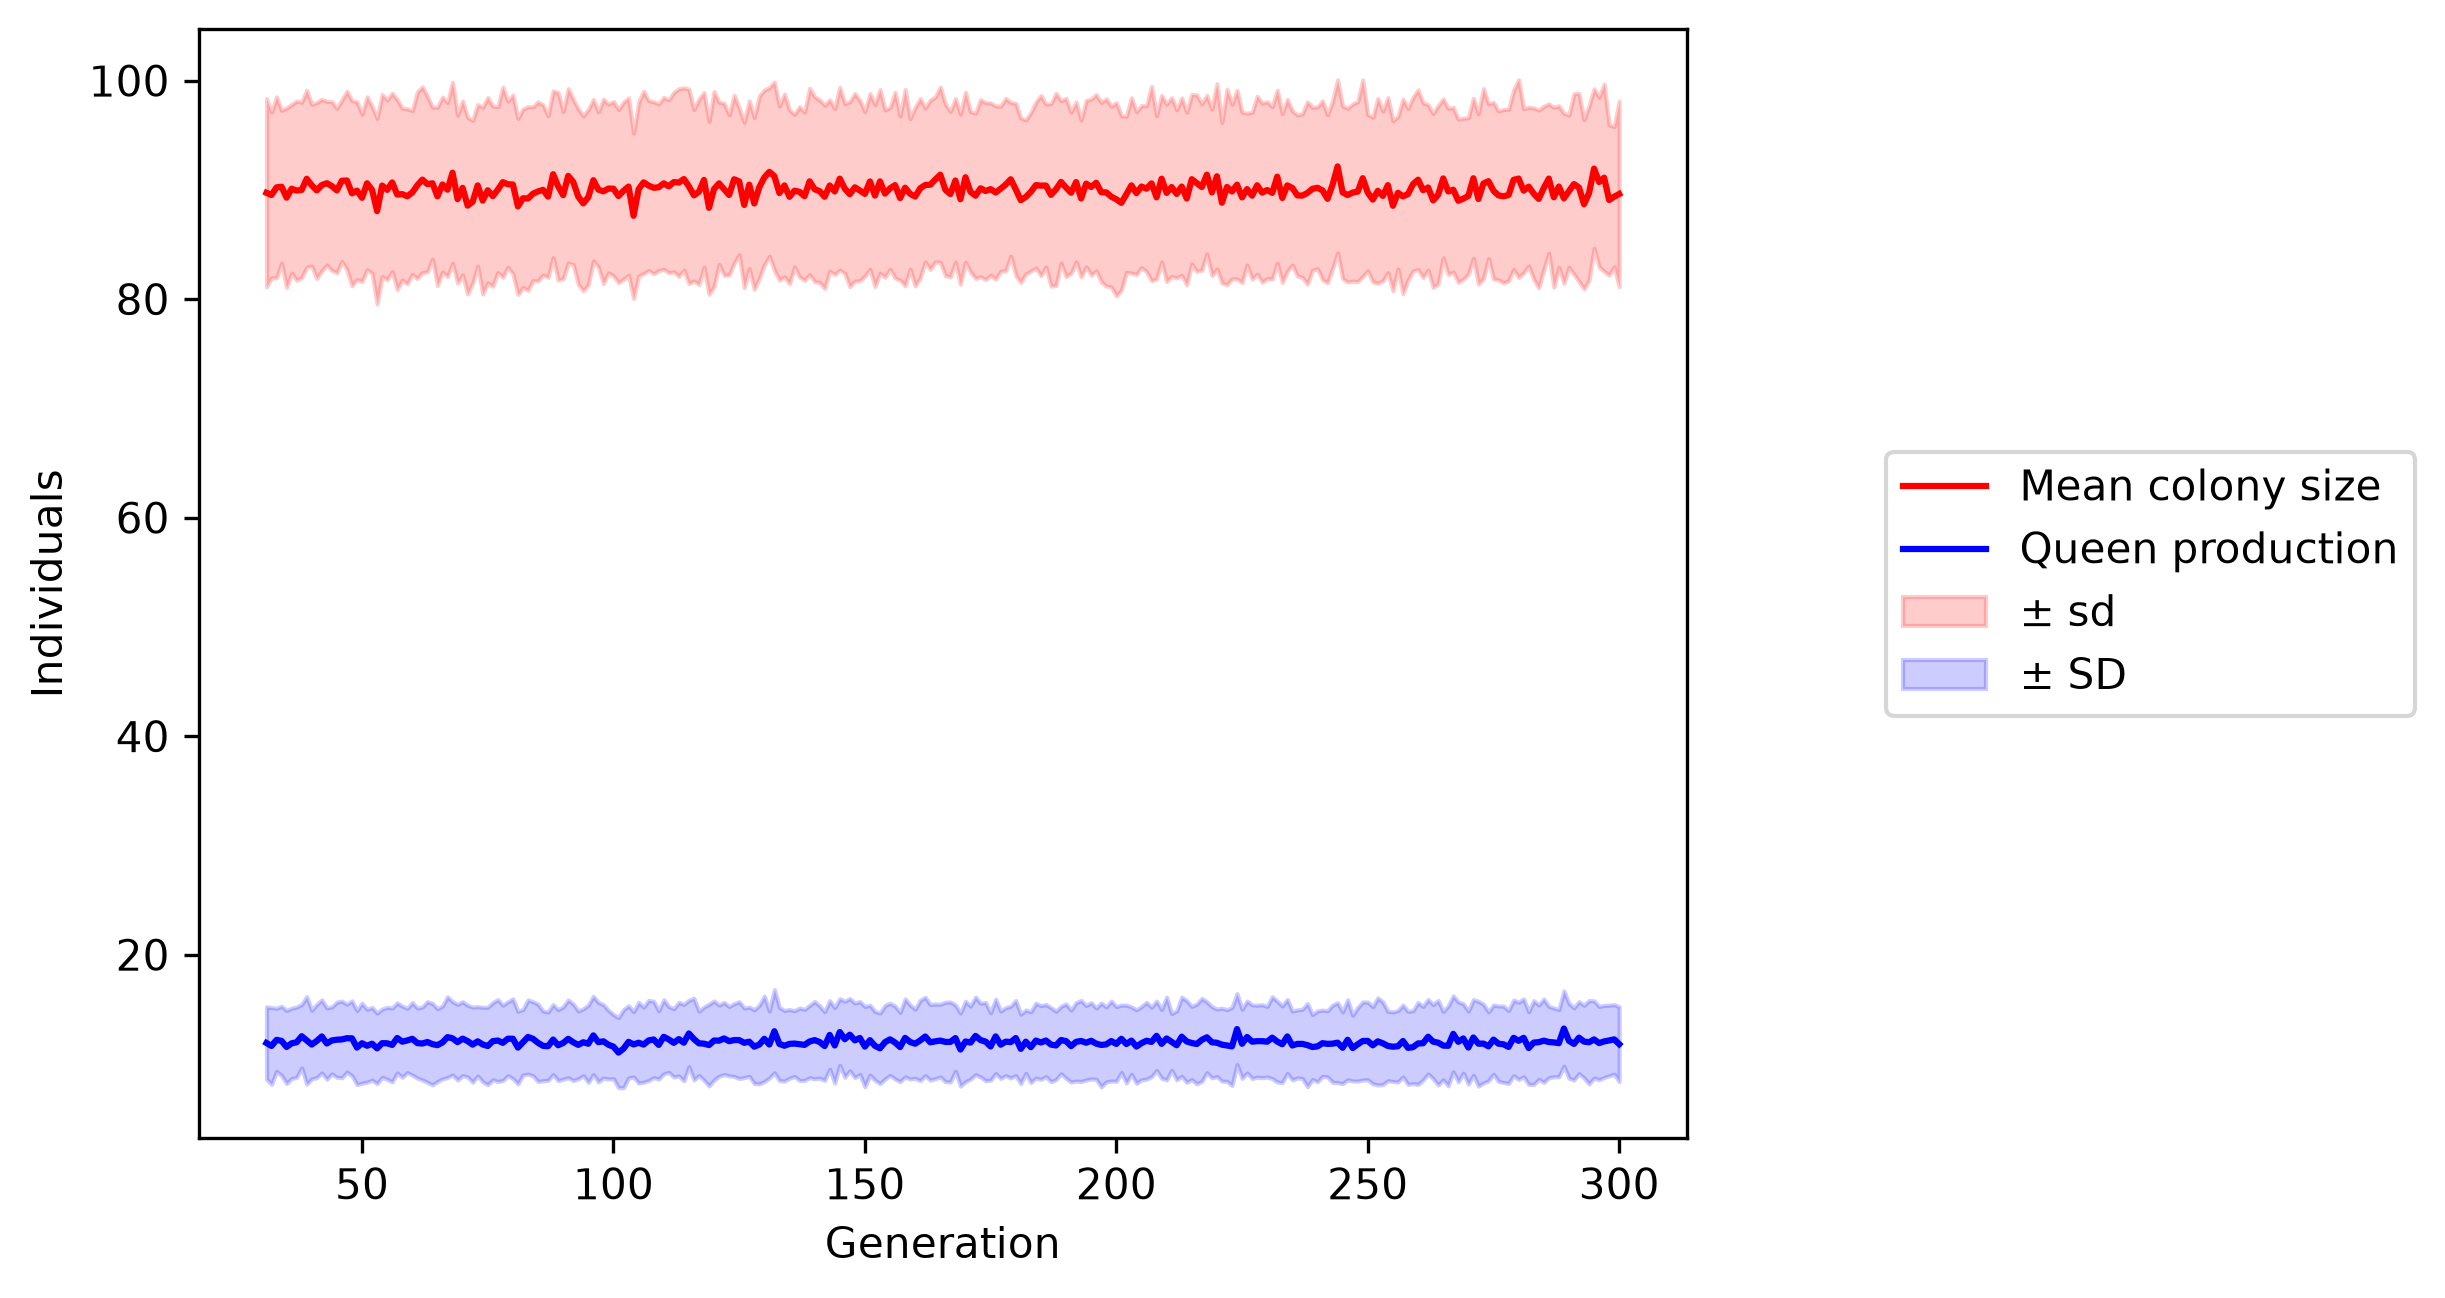 100
80
60
40
20
Individuals
50 100 150 200 250 300
Generation
Mean colony size
Queen production
± sd
± SD